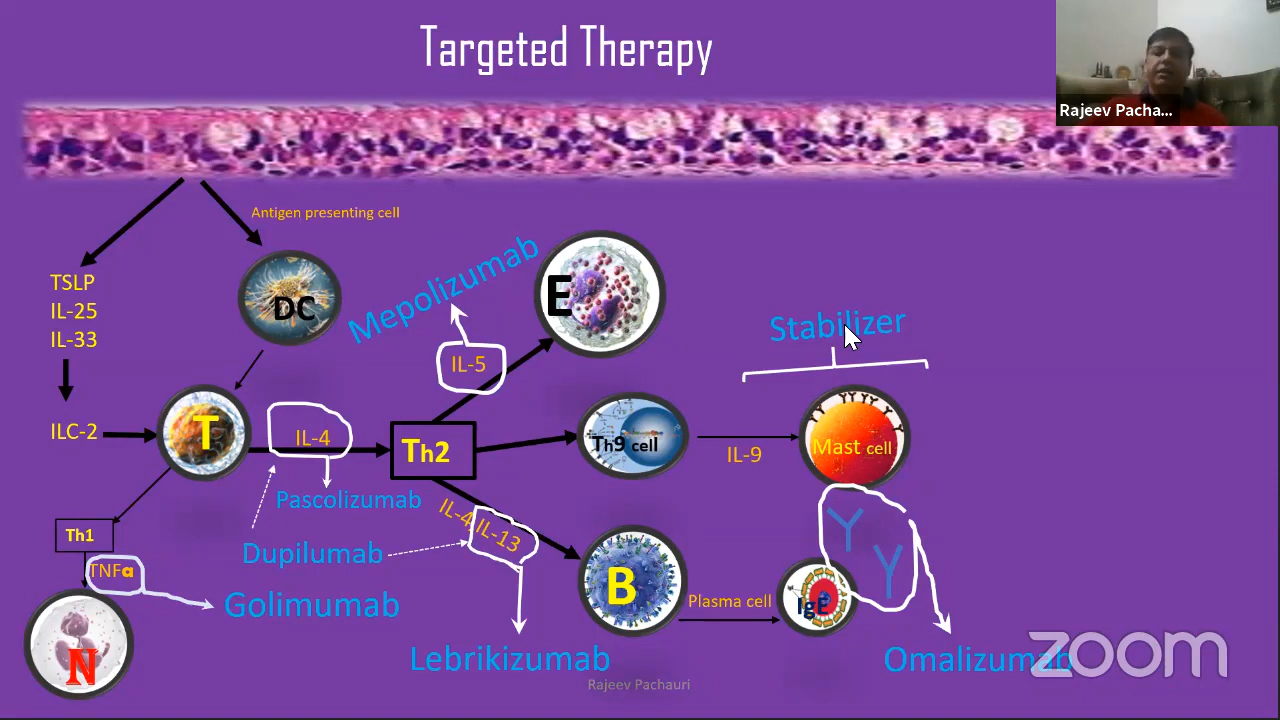 Targeted Therapy
Rajeev Pacha...
Antigen presenting cell
TSLP
IL-25
IL-33
DC
Mepolizumab
E
Stabilizer
IL-5
ILC-2
T
IL-4
Th2
Th9 cell
IL-9
Mast cell
Pascolizumab
IL-4
IL-13
Th1
Dupilumab
TNFα
Golimumab
B
Plasma cell
IgE
Y
Y
N
Lebrikizumab
Omalizumab
zoom
Rajeev Pachauri